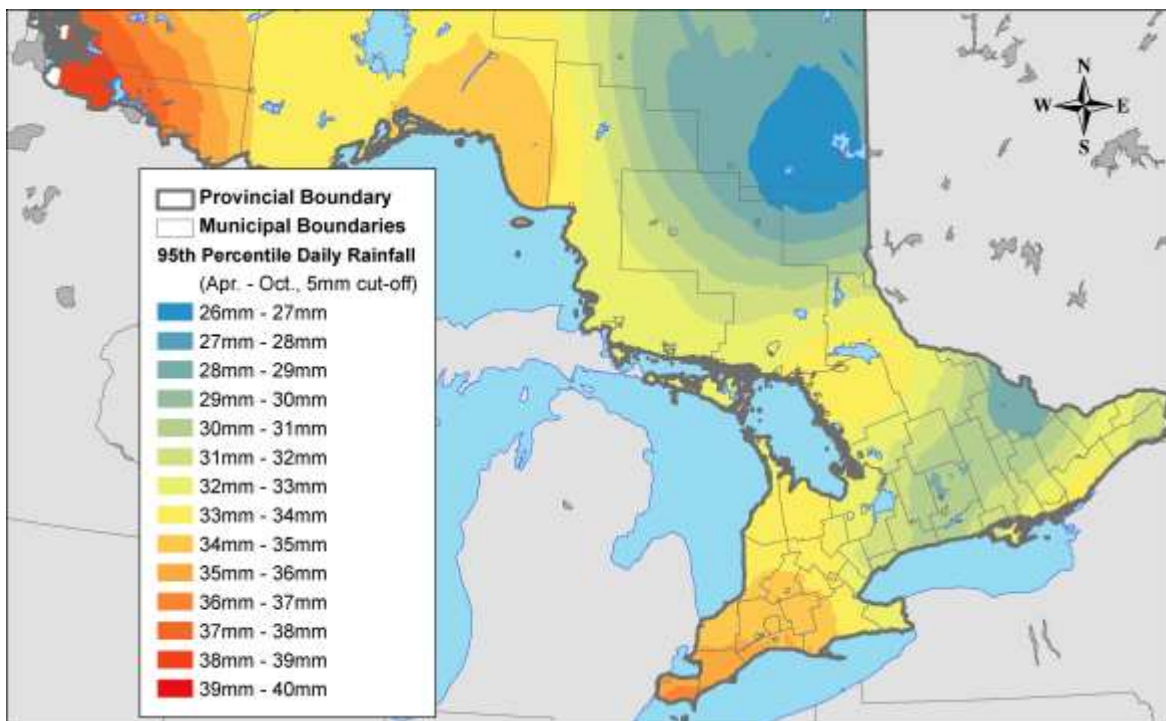 N
W E
S
Provincial Boundary
Municipal Boundaries
95th Percentile Daily Rainfall
(Apr. - Oct., 5mm cut-off)
26mm - 27mm
27mm - 28mm
28mm - 29mm
29mm - 30mm
30mm - 31mm
31mm - 32mm
32mm - 33mm
33mm - 34mm
34mm - 35mm
35mm - 36mm
36mm - 37mm
37mm - 38mm
38mm - 39mm
39mm - 40mm